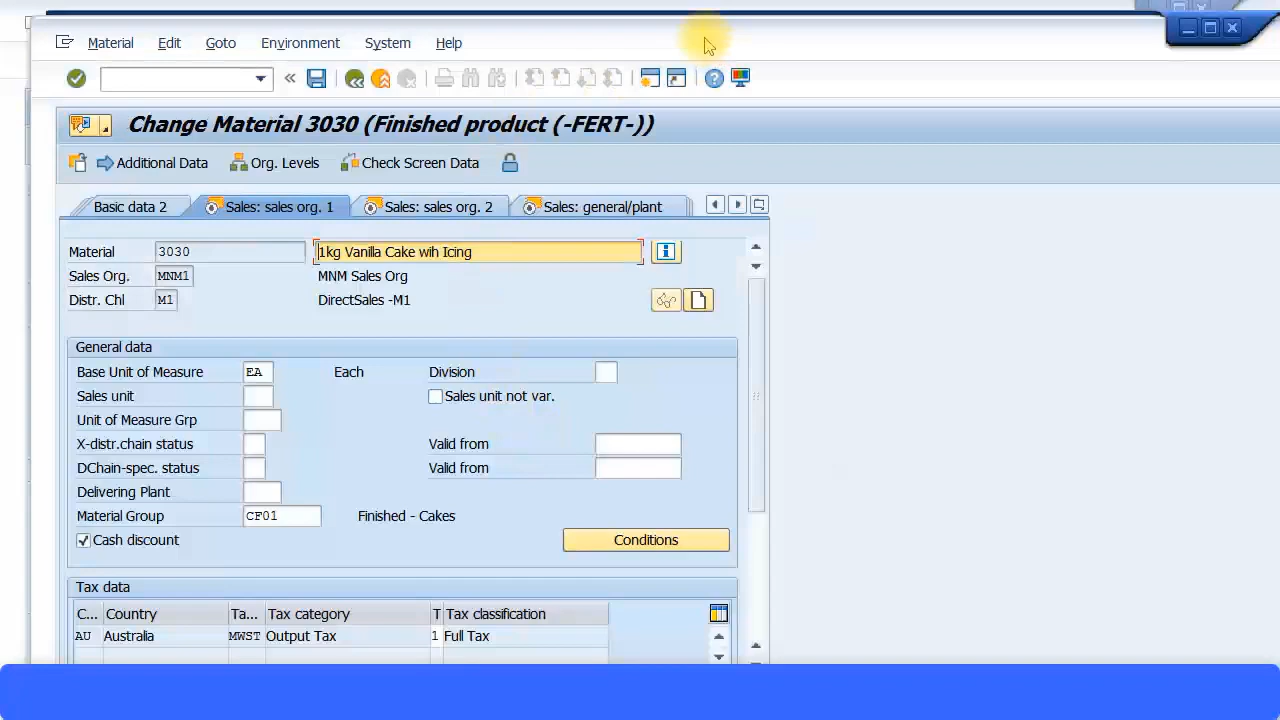 Material Edit Goto Environment System Help
Change Material 3030 (Finished product (-FERT-))
Additional Data Org. Levels Check Screen Data
Basic data 2 Sales: sales org. 1 Sales: sales org. 2 Sales: general/plant
Material 3030 1kg Vanilla Cake wih Icing
Sales Org. MNM1 MNM Sales Org
Distr. Chl M1 DirectSales -M1
General data
Base Unit of Measure EA Each Division
Sales unit Sales unit not var.
Unit of Measure Grp
X-distr.chain status Valid from
DChain-spec. status Valid from
Delivering Plant
Material Group CF01 Finished - Cakes
Cash discount Conditions
Tax data
C... Country Ta... Tax category T Tax classification
AU Australia MWST Output Tax 1 Full Tax